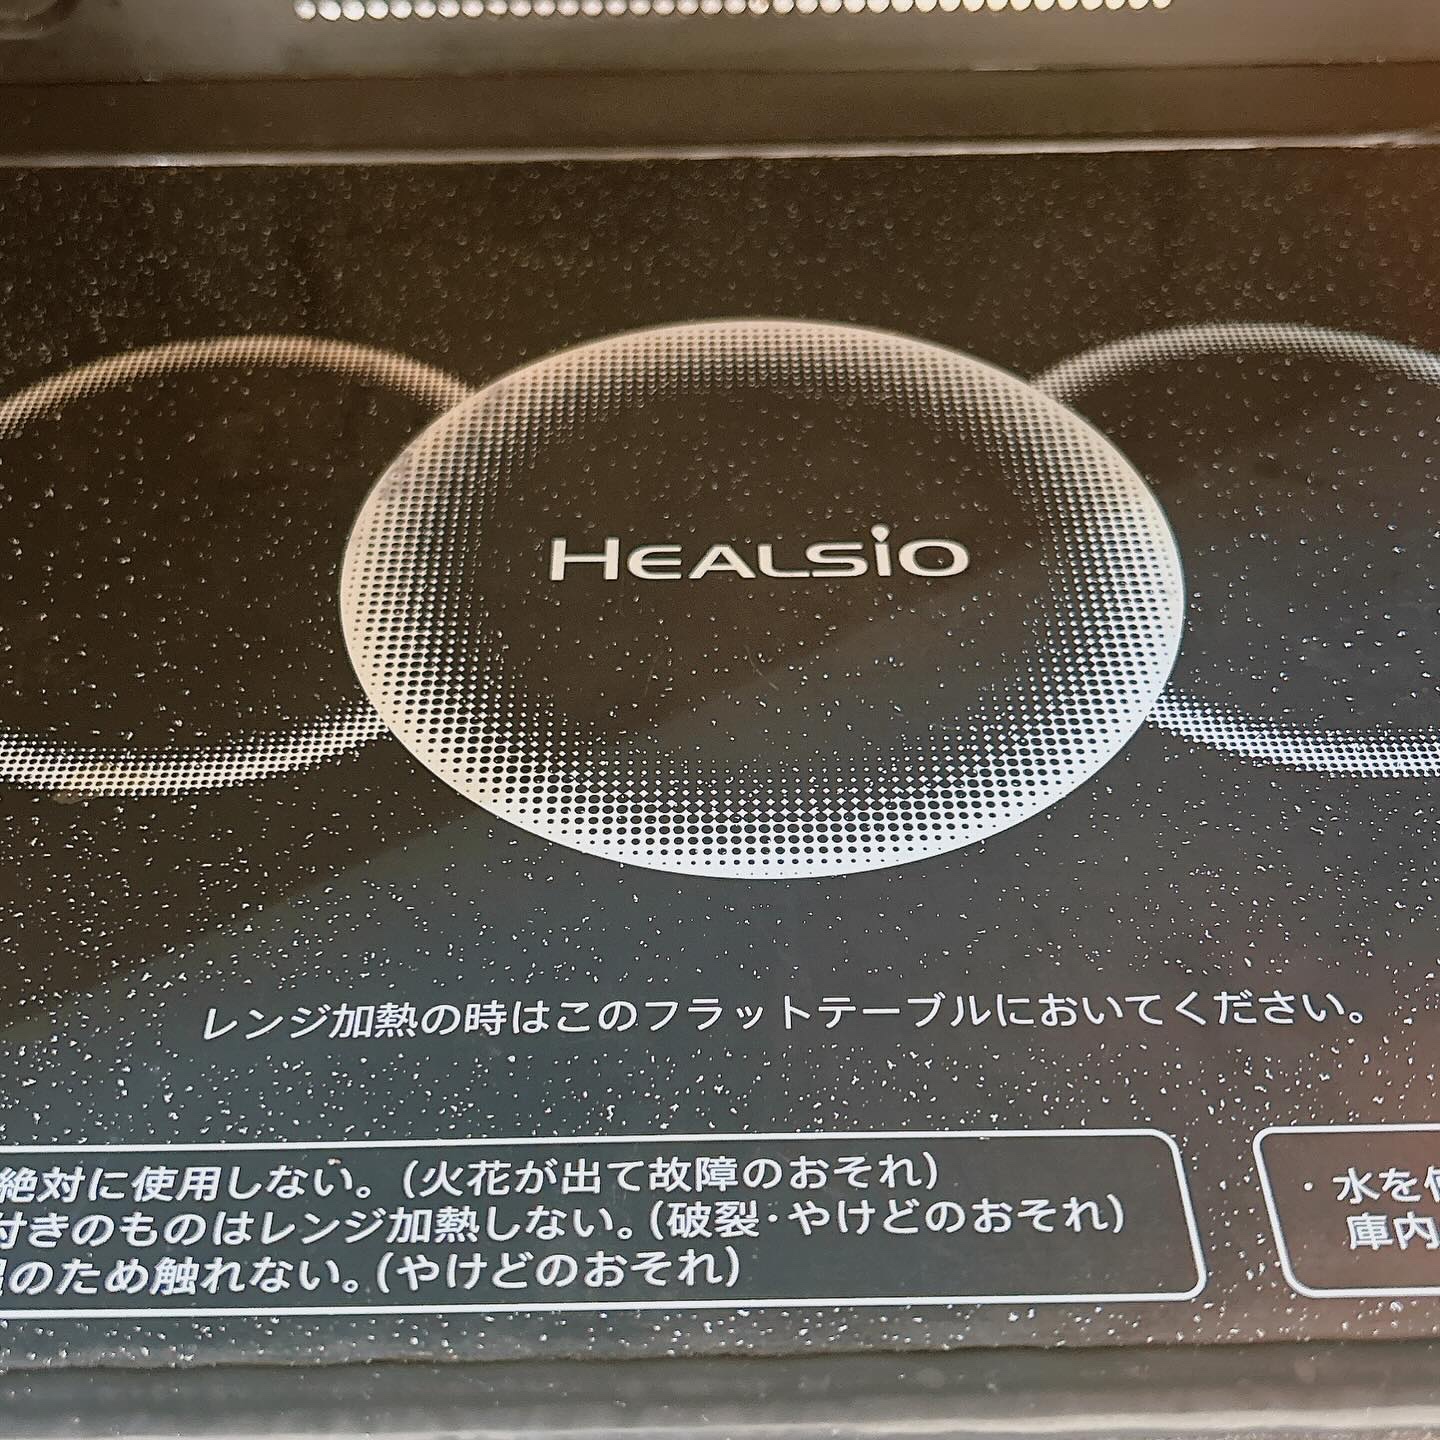 HEALSIO
レンジ加熱の時はこのフラットテーブルにおいてください。
絶対に使用しない。(火花が出て故障のおそれ)
付きのものはレンジ加熱しない。(破裂・やけどのおそれ)
のため触れない。(やけどのおそれ)
・水を
庫内